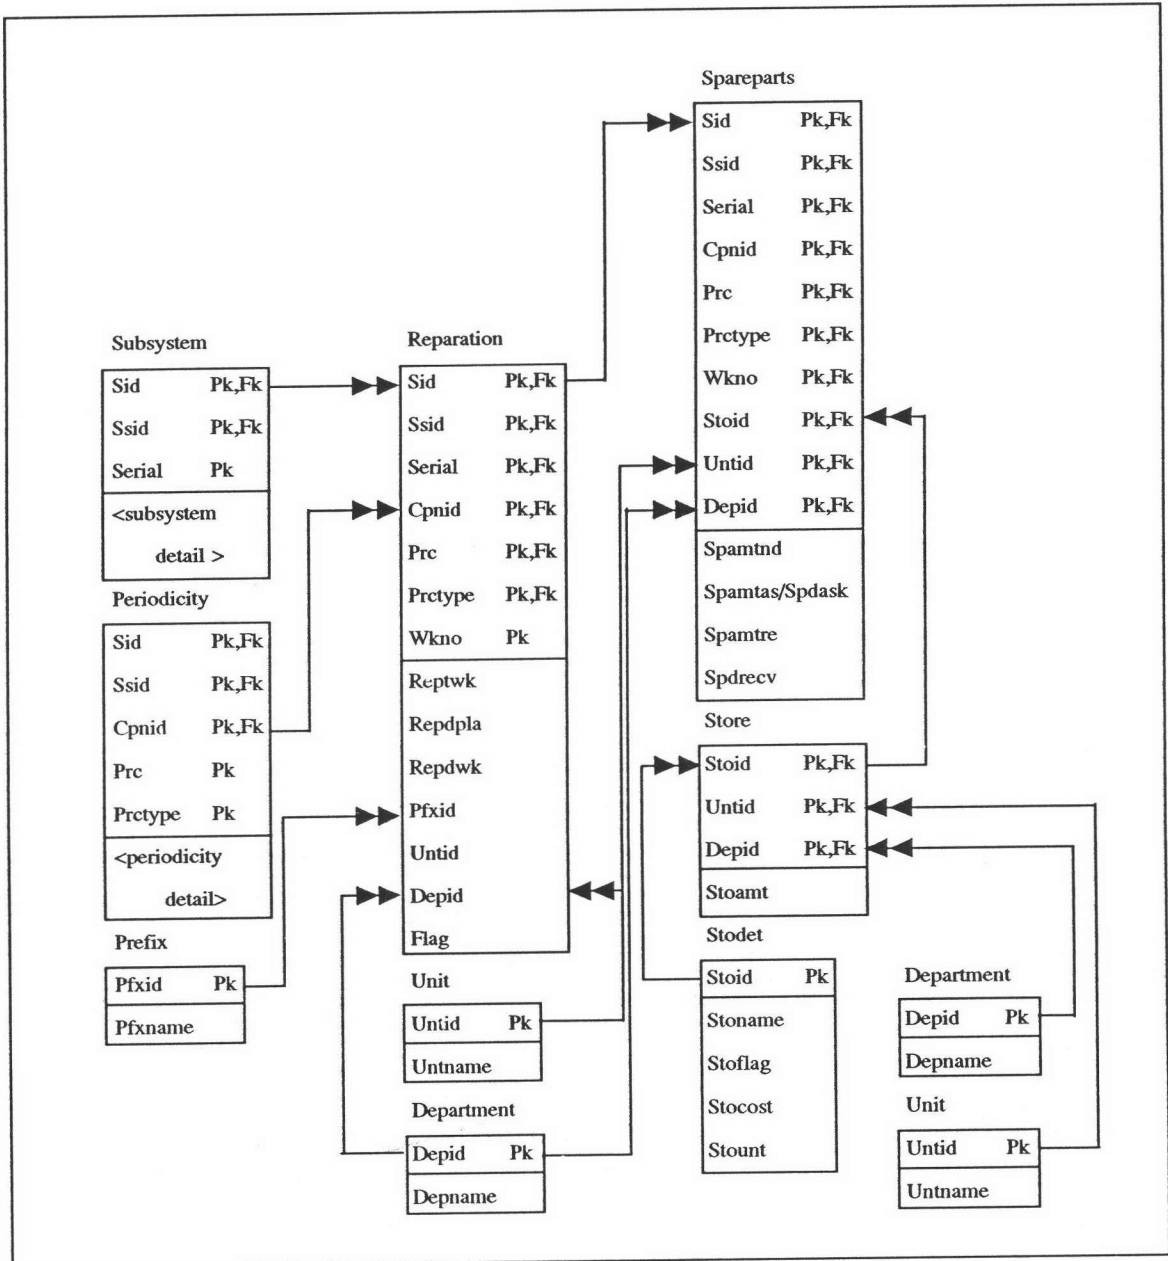 Spareparts
Sid Pk,Fk
Ssid Pk,Fk
Serial Pk,Fk
Cpnid Pk,Fk
Prc Pk,Fk
Prctype Pk,Fk
Wkno Pk,Fk
Stoid Pk,Fk
Untid Pk,Fk
Depid Pk,Fk
Spamtnd
Spamtas/Spdask
Spamtre
Spdrecv
Subsystem
Sid Pk,Fk
Ssid Pk,Fk
Serial Pk
<subsystem
detail >
Reparation
Sid Pk,Fk
Ssid Pk,Fk
Serial Pk,Fk
Cpnid Pk,Fk
Prc Pk,Fk
Prctype Pk,Fk
Wkno Pk
Reptwk
Repdpla
Repdwk
Pfxid
Untid
Depid
Flag
Periodicity
Sid Pk,Fk
Ssid Pk,Fk
Cpnid Pk,Fk
Prc Pk
Prctype Pk
<periodicity
detail>
Store
Stoid Pk,Fk
Untid Pk,Fk
Depid Pk,Fk
Stoamt
Prefix
Pfxid Pk
Pfxname
Unit
Untid Pk
Untname
Stodet
Stoid Pk
Stoname
Stoflag
Stocost
Stount
Department
Depid Pk
Depname
Department
Depid Pk
Depname
Unit
Untid Pk
Untname